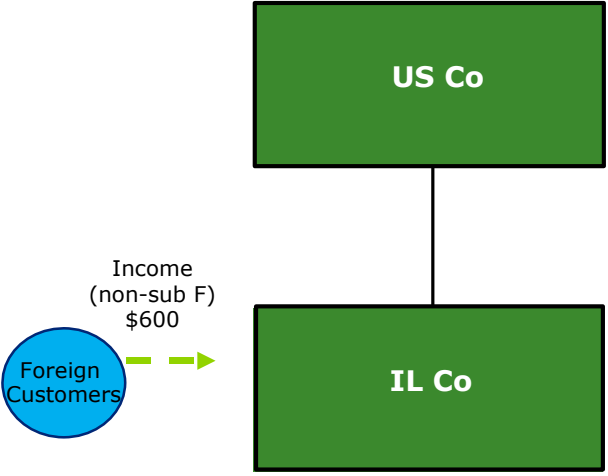 US Co
Income
(non-sub F)
$600
Foreign
Customers
IL Co